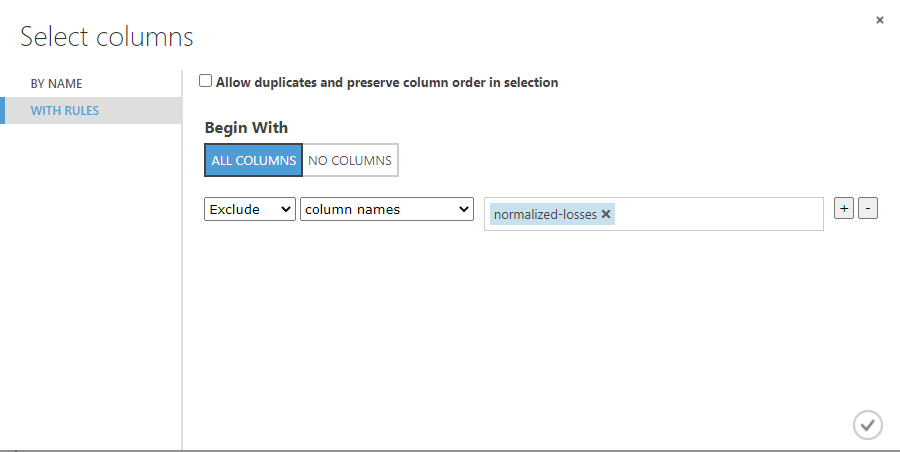 Select columns
BY NAME
WITH RULES
Allow duplicates and preserve column order in selection
Begin With
ALL COLUMNS NO COLUMNS
Exclude column names normalized-losses × + -